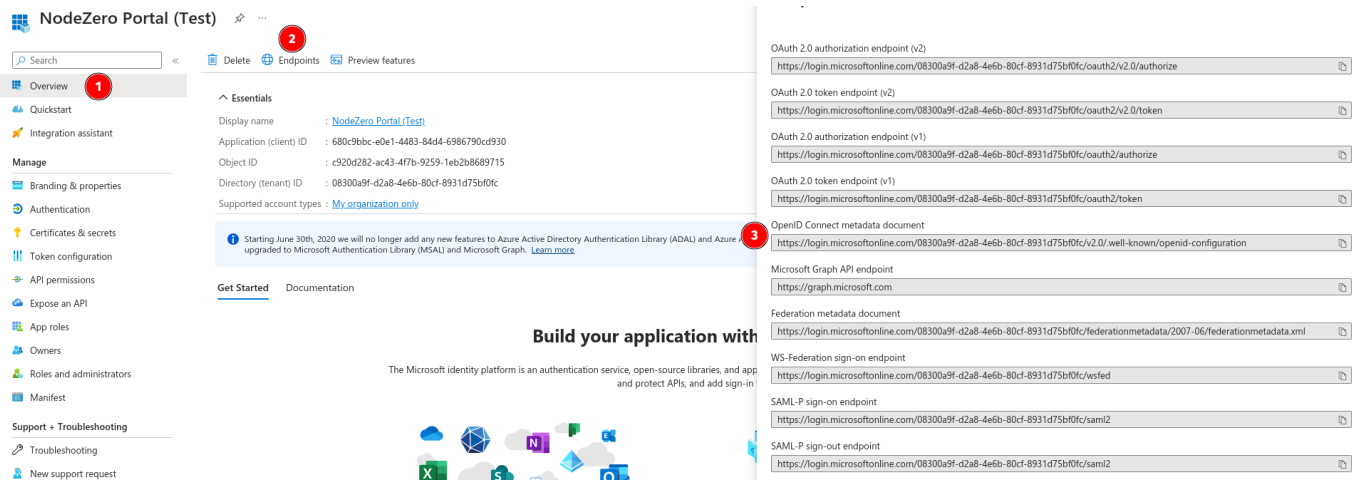 NodeZero Portal (Test)
Search
Overview
1
Quickstart
Integration assistant
Manage
Branding & properties
Authentication
Certificates & secrets
Token configuration
API permissions
Expose an API
App roles
Owners
Roles and administrators
Manifest
Support + Troubleshooting
Troubleshooting
New support request
2
Delete
Endpoints
Preview features
Essentials
Display name : NodeZero Portal (Test)
Application (client) ID : 680c9bbc-e0e1-4483-84d4-6986790cd930
Object ID : c920d282-ac43-4f7b-9259-1eb2b8689715
Directory (tenant) ID : 08300a9f-d2a8-4e6b-80cf-8931d75bf0fc
Supported account types : My organization only
Starting June 30th, 2020 we will no longer add any new features to Azure Active Directory Authentication Library (ADAL) and Azure
upgraded to Microsoft Authentication Library (MSAL) and Microsoft Graph. Learn more
Get Started
Documentation
Build your application with
The Microsoft identity platform is an authentication service, open-source libraries, and app
and protect APIs, and add sign-in
N
E
X
S
O
OAuth 2.0 authorization endpoint (v2)
https://login.microsoftonline.com/08300a9f-d2a8-4e6b-80cf-8931d75bf0fc/oauth2/v2.0/authorize
OAuth 2.0 token endpoint (v2)
https://login.microsoftonline.com/08300a9f-d2a8-4e6b-80cf-8931d75bf0fc/oauth2/v2.0/token
OAuth 2.0 authorization endpoint (v1)
https://login.microsoftonline.com/08300a9f-d2a8-4e6b-80cf-8931d75bf0fc/oauth2/authorize
OAuth 2.0 token endpoint (v1)
https://login.microsoftonline.com/08300a9f-d2a8-4e6b-80cf-8931d75bf0fc/oauth2/token
3
OpenID Connect metadata document
https://login.microsoftonline.com/08300a9f-d2a8-4e6b-80cf-8931d75bf0fc/v2.0/.well-known/openid-configuration
Microsoft Graph API endpoint
https://graph.microsoft.com
Federation metadata document
https://login.microsoftonline.com/08300a9f-d2a8-4e6b-80cf-8931d75bf0fc/federationmetadata/2007-06/federationmetadata.xml
WS-Federation sign-on endpoint
https://login.microsoftonline.com/08300a9f-d2a8-4e6b-80cf-8931d75bf0fc/wsfed
SAML-P sign-on endpoint
https://login.microsoftonline.com/08300a9f-d2a8-4e6b-80cf-8931d75bf0fc/saml2
SAML-P sign-out endpoint
https://login.microsoftonline.com/08300a9f-d2a8-4e6b-80cf-8931d75bf0fc/saml2